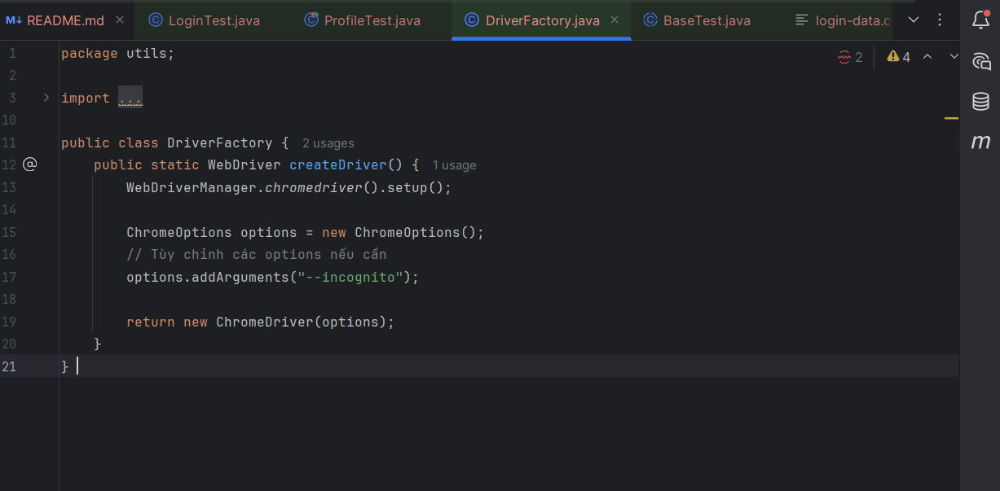 M↓ README.md
LoginTest.java
ProfileTest.java
DriverFactory.java
BaseTest.java
login-data.c
2
4
1 package utils;
2
3 import ...
10
11 public class DriverFactory { 2 usages
12 @ public static WebDriver createDriver() { 1 usage
13 WebDriverManager.chromedriver().setup();
14
15 ChromeOptions options = new ChromeOptions();
16 // Tùy chỉnh các options nếu cần
17 options.addArguments("--incognito");
18
19 return new ChromeDriver(options);
20 }
21 }
m